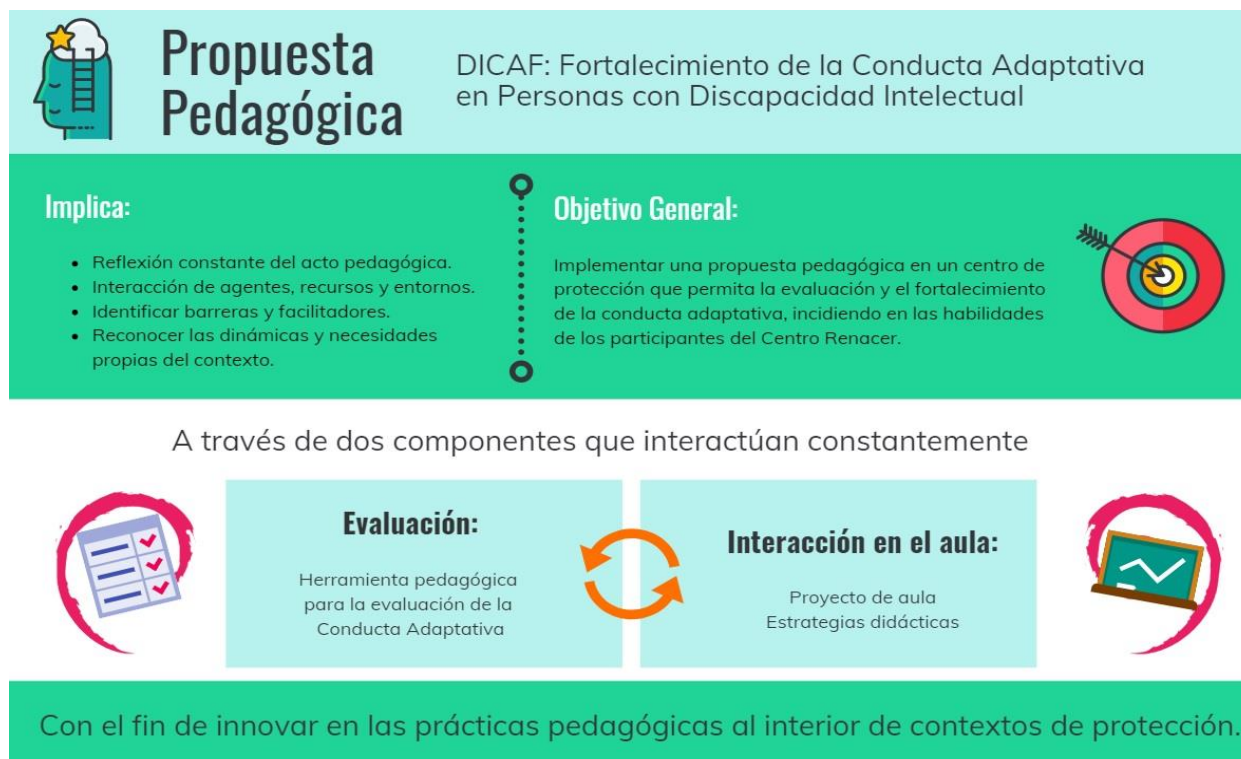 Propuesta
Pedagógica
DICAF: Fortalecimiento de la Conducta Adaptativa
en Personas con Discapacidad Intelectual
Implica:
• Reflexión constante del acto pedagógica.
• Interacción de agentes, recursos y entornos.
• Identificar barreras y facilitadores.
• Reconocer las dinámicas y necesidades
propias del contexto.
Objetivo General:
Implementar una propuesta pedagógica en un centro de
protección que permita la evaluación y el fortalecimiento
de la conducta adaptativa, incidiendo en las habilidades
de los participantes del Centro Renacer.
A través de dos componentes que interactúan constantemente
Evaluación:
Herramienta pedagógica
para la evaluación de la
Conducta Adaptativa
Interacción en el aula:
Proyecto de aula
Estrategias didácticas
Con el fin de innovar en las prácticas pedagógicas al interior de contextos de protección.